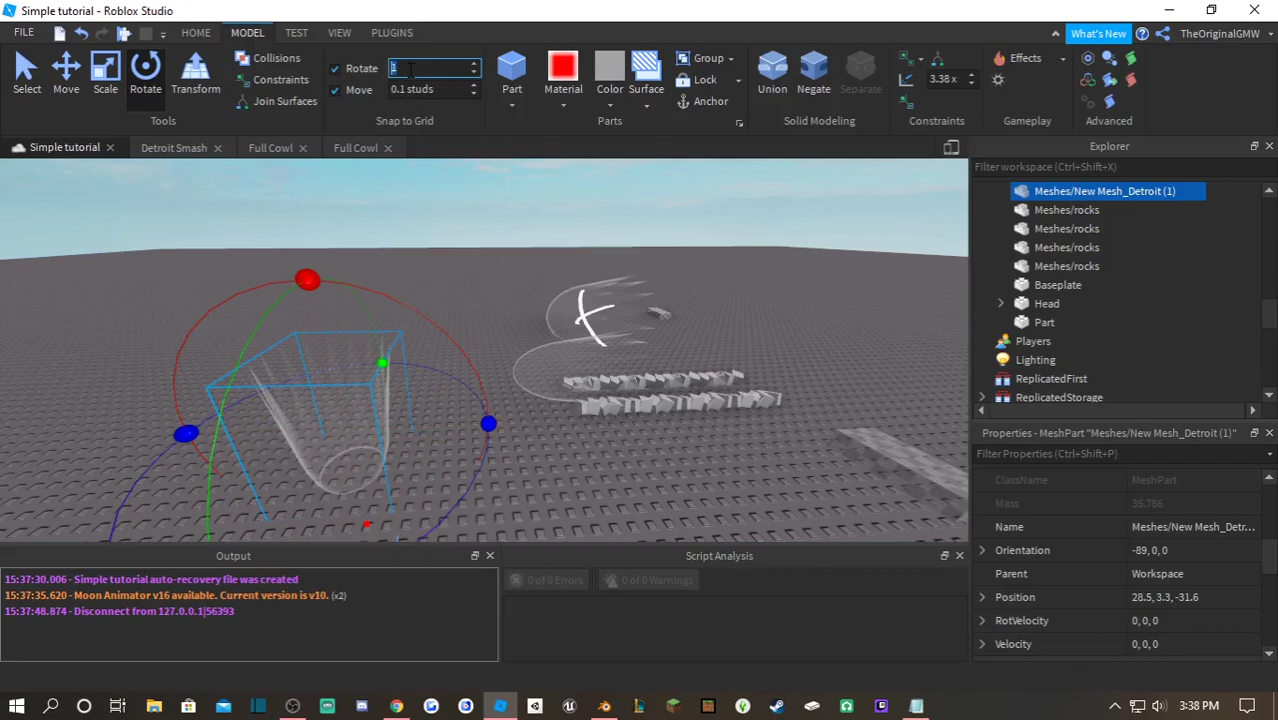 Simple tutorial - Roblox Studio
FILE HOME MODEL TEST VIEW PLUGINS What's New TheOriginalGMW
Select Move Scale Rotate Transform
Collisions
Constraints
Join Surfaces
Tools
Rotate
Move 0.1 studs
Snap to Grid
Part Material Color Surface
Group
Lock
Anchor
Parts
Union Negate Separate
Solid Modeling
3.38 x
Constraints
Effects
Gameplay
Advanced
Simple tutorial Detroit Smash Full Cowl Full Cowl
Explorer
Filter workspace (Ctrl+Shift+X)
Meshes/New Mesh_Detroit (1)
Meshes/rocks
Meshes/rocks
Meshes/rocks
Meshes/rocks
Baseplate
Head
Part
Players
Lighting
ReplicatedFirst
ReplicatedStorage
Properties - MeshPart "Meshes/New Mesh_Detroit (1)"
Filter Properties (Ctrl+Shift+P)
ClassName MeshPart
Mass 35.786
Name Meshes/New Mesh_Detr...
Orientation -89, 0, 0
Parent Workspace
Position 28.5, 3.3, -31.6
RotVelocity 0, 0, 0
Velocity 0, 0, 0
Output
15:37:30.006 - Simple tutorial auto-recovery file was created
15:37:35.620 - Moon Animator v16 available. Current version is v10. (x2)
15:37:48.874 - Disconnect from 127.0.0.1|56393
Script Analysis
0 of 0 Errors 0 of 0 Warnings
3:38 PM